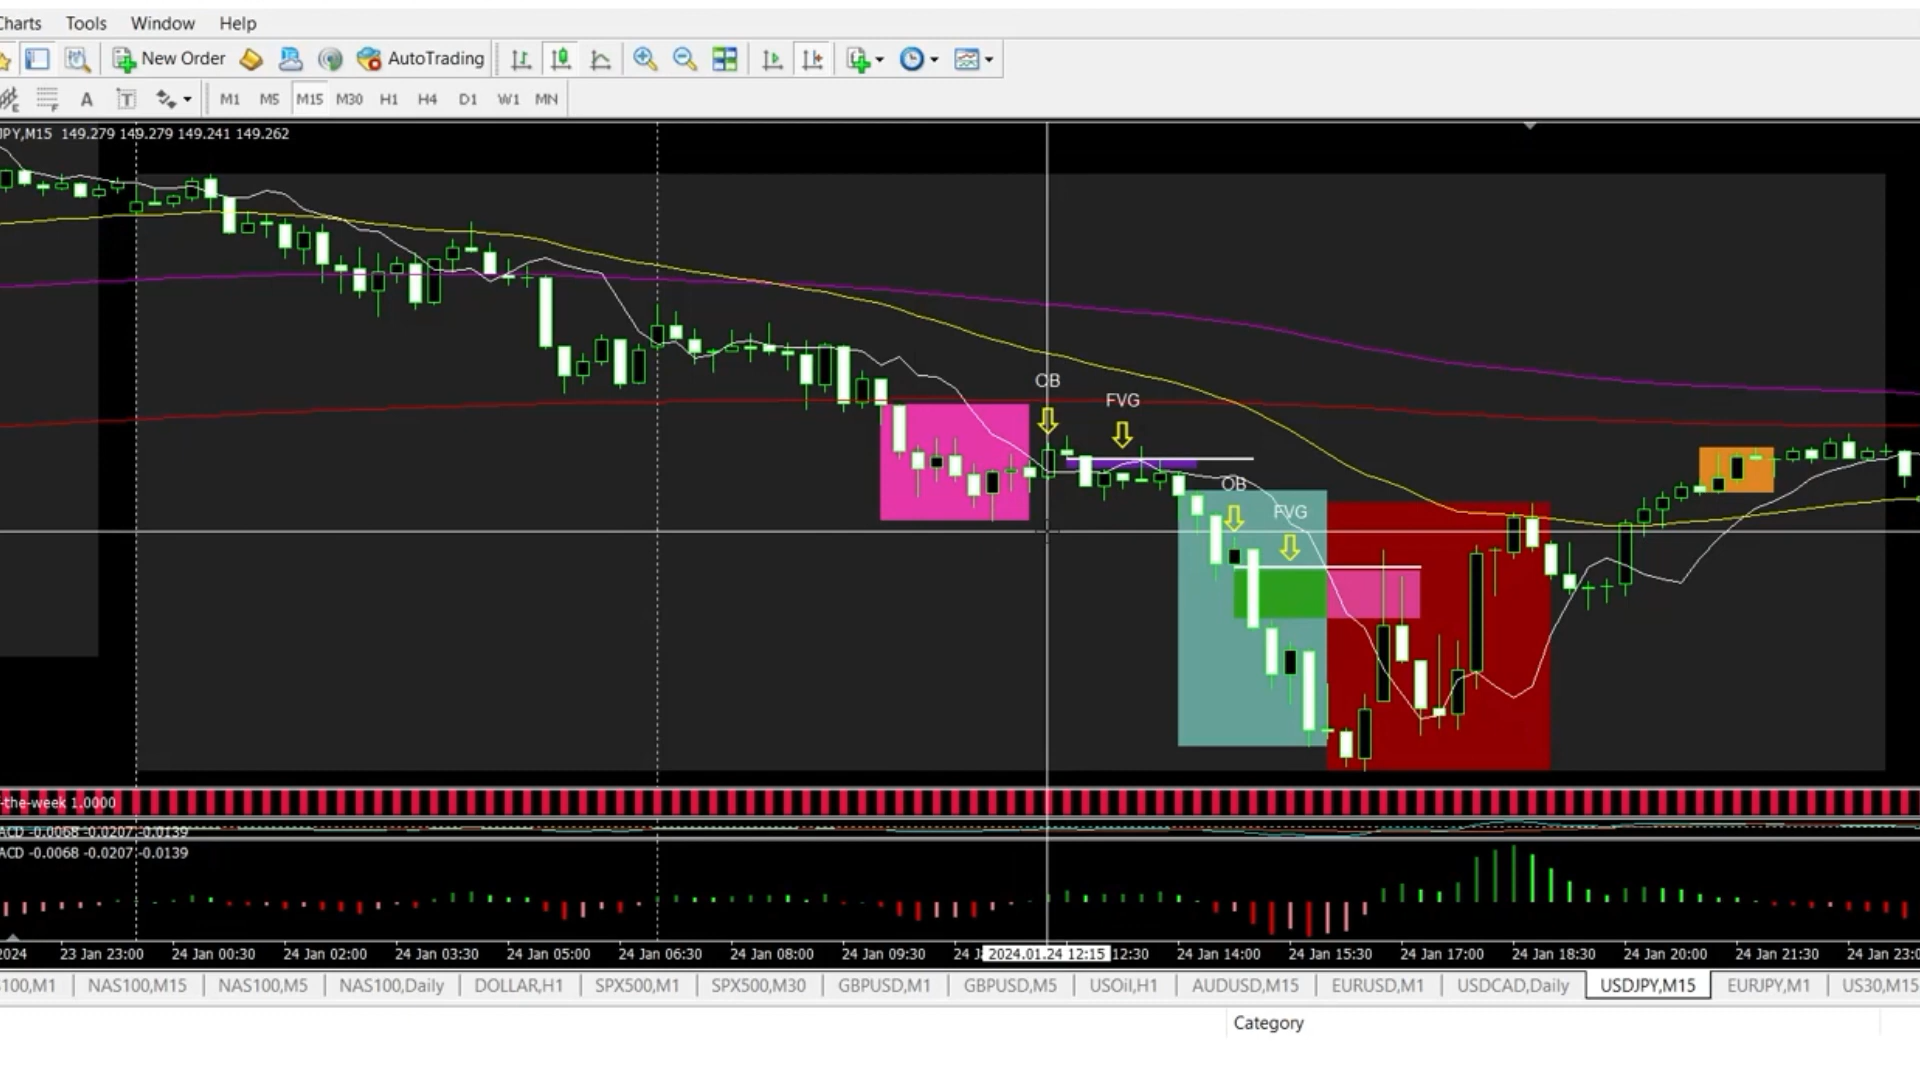 Charts Tools Window Help
New Order AutoTrading
A T M1 M5 M15 M30 H1 H4 D1 W1 MN
JPY,M15 149.279 149.279 149.241 149.262
OB
FVG
OB
FVG
-the-week 1.0000
ACD -0.0068 -0.0207 -0.0139
ACD -0.0068 -0.0207 -0.0139
2024 23 Jan 23:00 24 Jan 00:30 24 Jan 02:00 24 Jan 03:30 24 Jan 05:00 24 Jan 06:30 24 Jan 08:00 24 Jan 09:30 24 J 2024.01.24 12:15 12:30 24 Jan 14:00 24 Jan 15:30 24 Jan 17:00 24 Jan 18:30 24 Jan 20:00 24 Jan 21:30 24 Jan 23:0
S100,M1 NAS100,M15 NAS100,M5 NAS100,Daily DOLLAR,H1 SPX500,M1 SPX500,M30 GBPUSD,M1 GBPUSD,M5 USOil,H1 AUDUSD,M15 EURUSD,M1 USDCAD,Daily USDJPY,M15 EURJPY,M1 US30,M15
Category